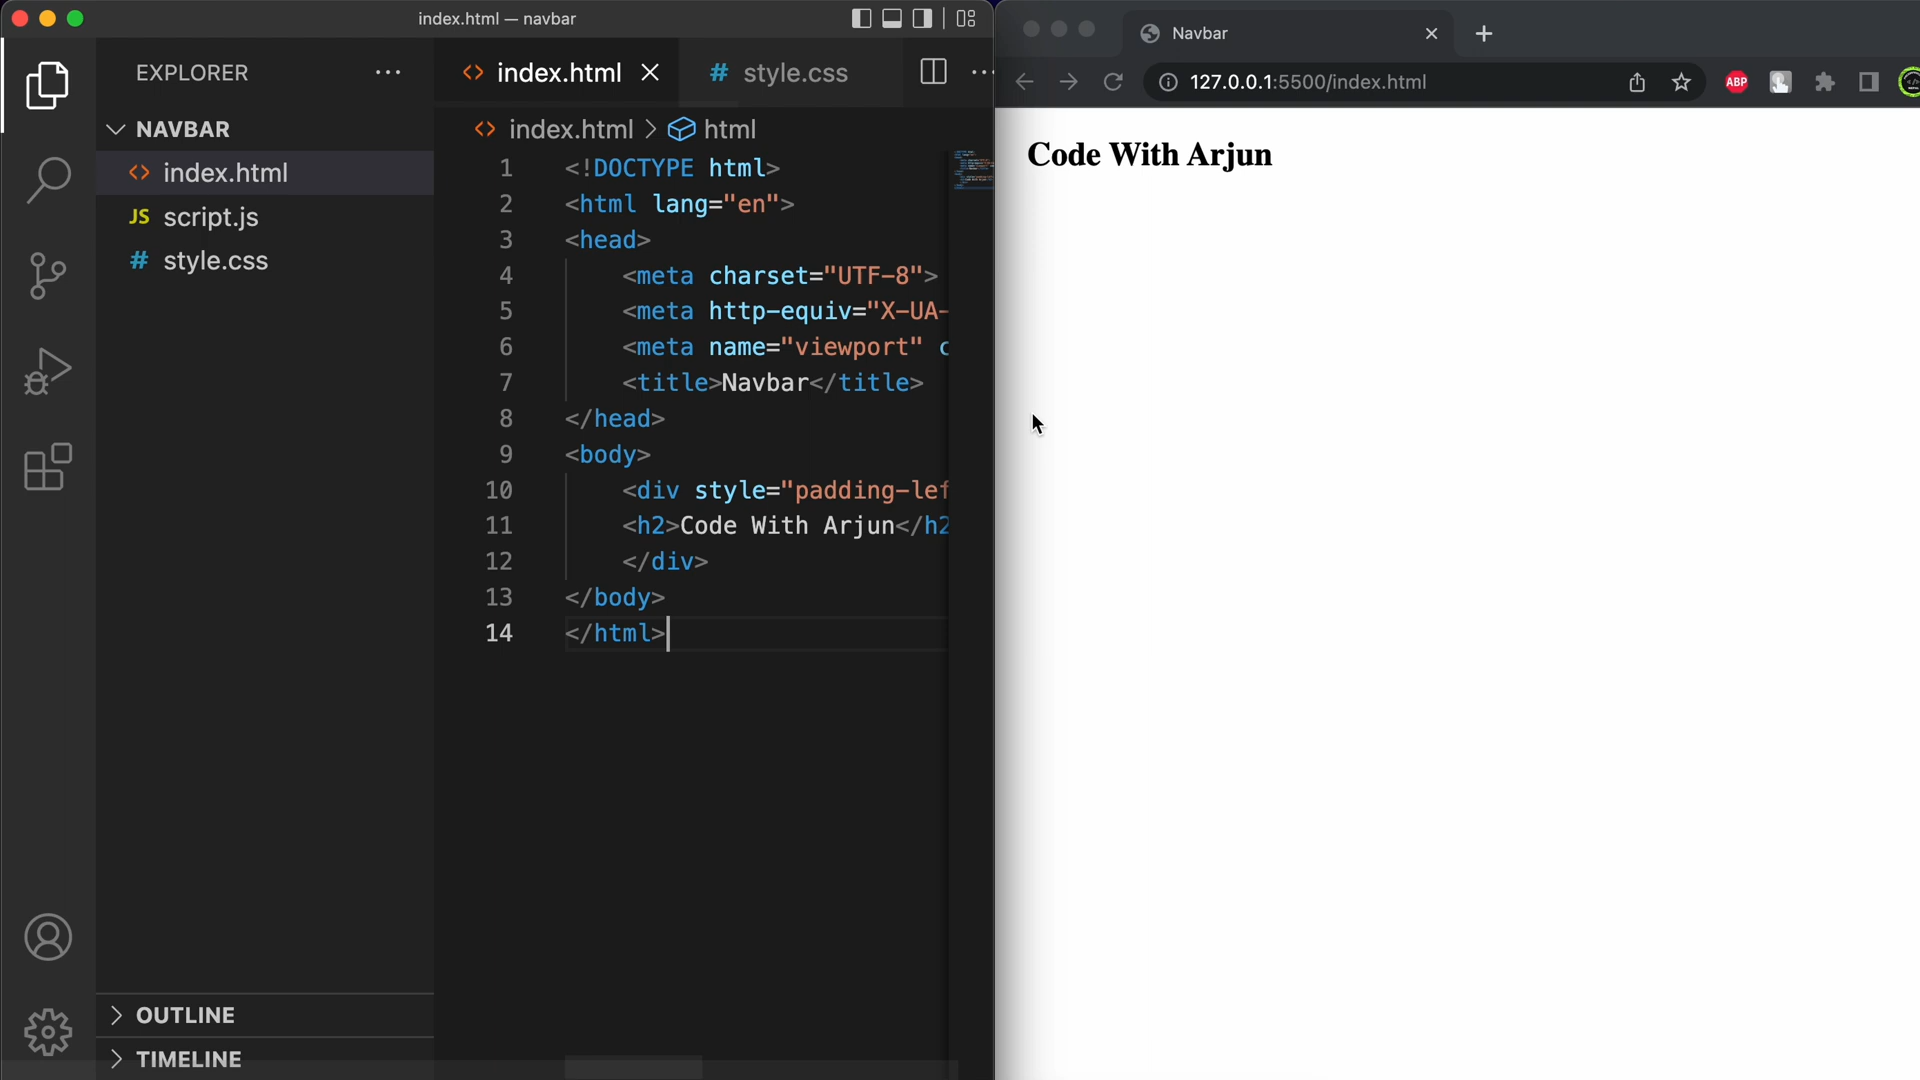 index.html — navbar
EXPLORER
NAVBAR
index.html
JS script.js
# style.css
OUTLINE
TIMELINE
index.html
# style.css
index.html > html
1 <!DOCTYPE html>
2 <html lang="en">
3 <head>
4 <meta charset="UTF-8">
5 <meta http-equiv="X-UA-
6 <meta name="viewport" c
7 <title>Navbar</title>
8 </head>
9 <body>
10 <div style="padding-lef
11 <h2>Code With Arjun</h2
12 </div>
13 </body>
14 </html>
Navbar
127.0.0.1:5500/index.html
ABP
Code With Arjun